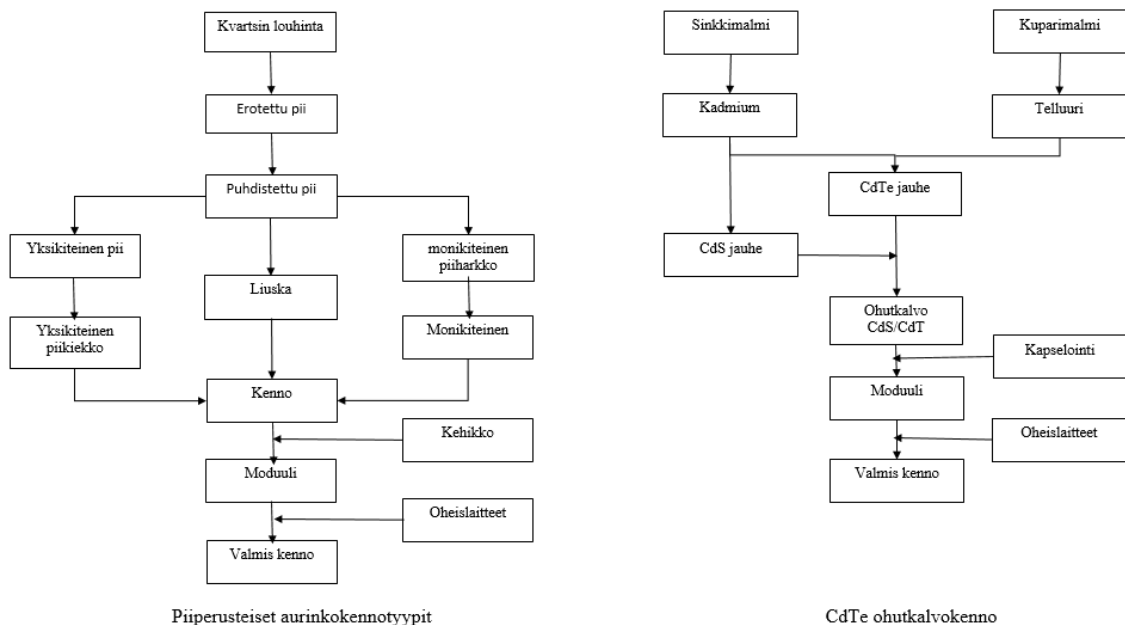 Kvartsin louhinta
Erotettu pii
Puhdistettu pii
Yksikiteinen pii
Liuska
monikiteinen
piiharkko
Yksikiteinen
piikiekko
Monikiteinen
Kenno
Kehikko
Moduuli
Oheislaitteet
Valmis kenno
Piiperusteiset aurinkokennotyypit
Sinkkimalmi
Kuparimalmi
Kadmium
Telluuri
CdTe jauhe
CdS jauhe
Ohutkalvo
CdS/CdT
Kapselointi
Moduuli
Oheislaitteet
Valmis kenno
CdTe ohutkalvokenno